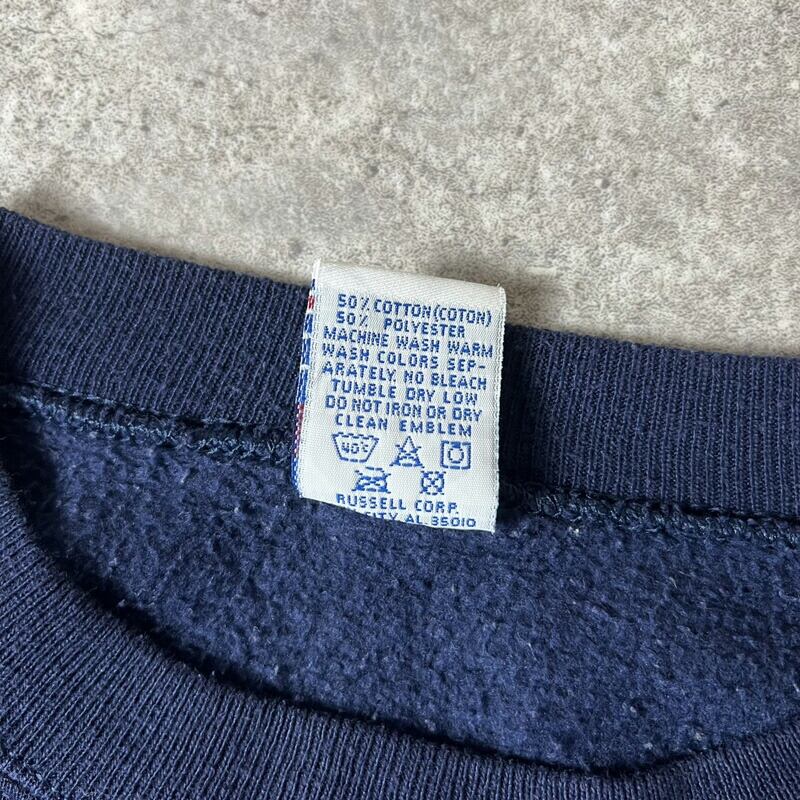 50% COTTON(COTON)
50% POLYESTER
MACHINE WASH WARM
WASH COLORS SEP-
ARATELY. NO BLEACH
TUMBLE DRY LOW
DO NOT IRON OR DRY
CLEAN EMBLEM
40°
RUSSELL CORP.
CITY AL 35010